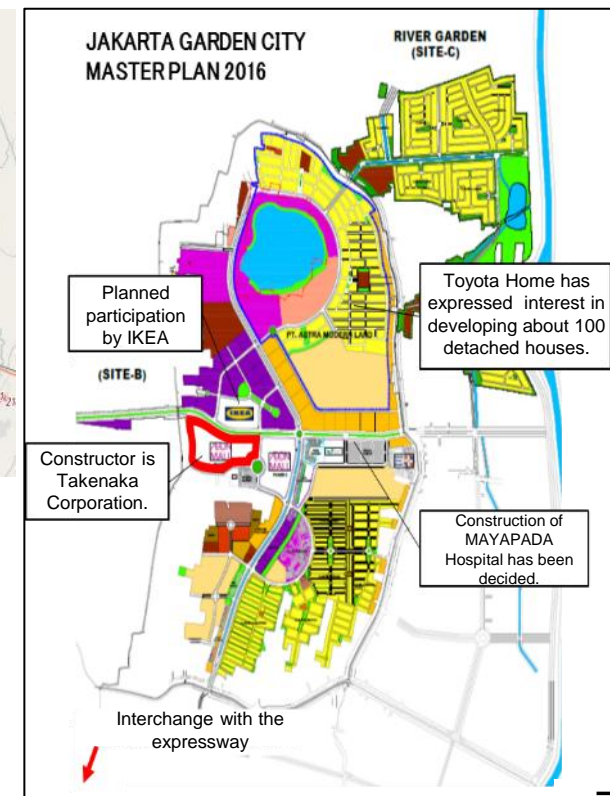 JAKARTA GARDEN CITY
MASTER PLAN 2016
RIVER GARDEN
(SITE-C)
Planned
participation
by IKEA
Toyota Home has
expressed interest in
developing about 100
detached houses.
PT. ASTRA MODERN LAND
(SITE-B)
IKEA
Constructor is
Takenaka
Corporation.
Construction of
MAYAPADA
Hospital has been
decided.
Interchange with the
expressway